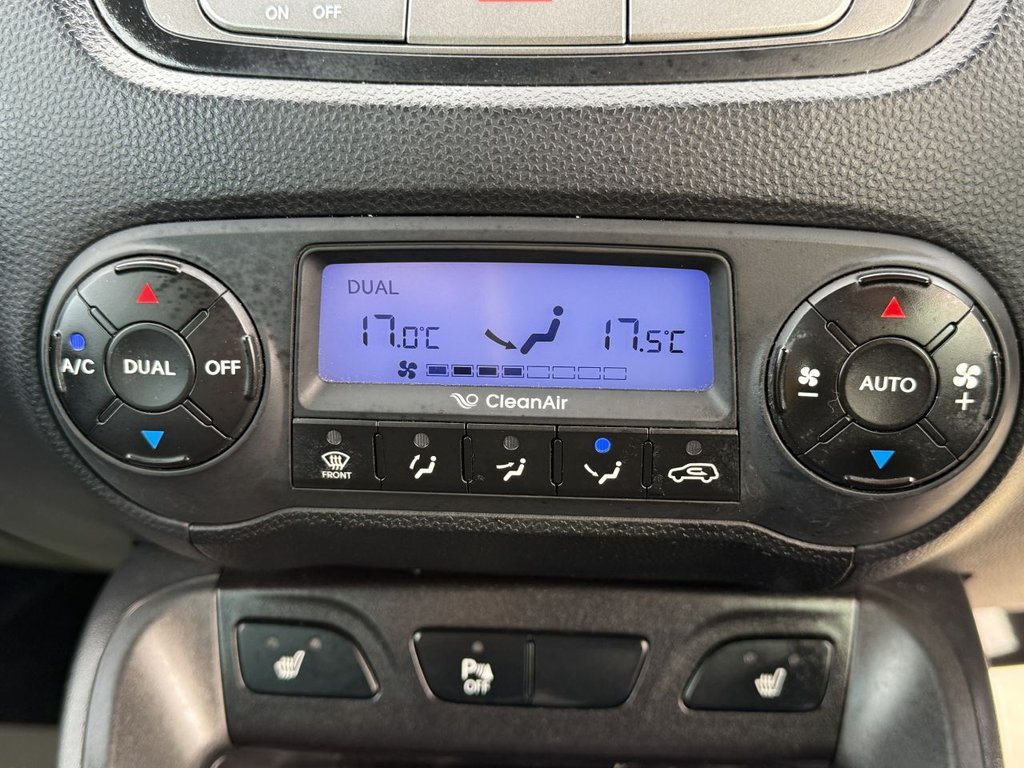 ON OFF
DUAL
17.0°C 17.5°C
CleanAir
A/C DUAL OFF
AUTO
FRONT
P OFF